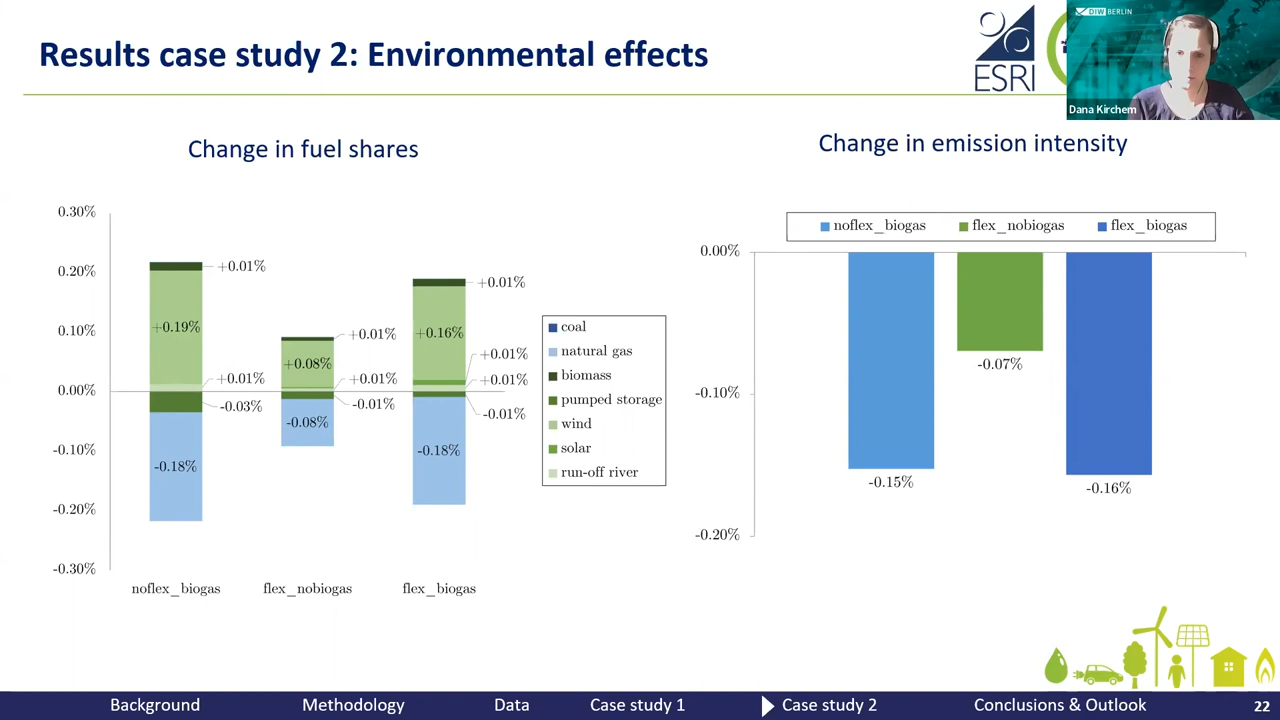 Results case study 2: Environmental effects
ESRI
DIW BERLIN
Dana Kirchem
Change in fuel shares
0.30%
0.20%
0.10%
0.00%
-0.10%
-0.20%
-0.30%
+0.01%
+0.19%
+0.01%
-0.03%
-0.18%
+0.01%
+0.08%
+0.01%
-0.01%
-0.08%
+0.01%
+0.16%
+0.01%
+0.01%
-0.01%
-0.18%
noflex_biogas
flex_nobiogas
flex_biogas
coal
natural gas
biomass
pumped storage
wind
solar
run-off river
Change in emission intensity
noflex_biogas
flex_nobiogas
flex_biogas
0.00%
-0.10%
-0.20%
-0.15%
-0.07%
-0.16%
Background
Methodology
Data
Case study 1
Case study 2
Conclusions & Outlook
22